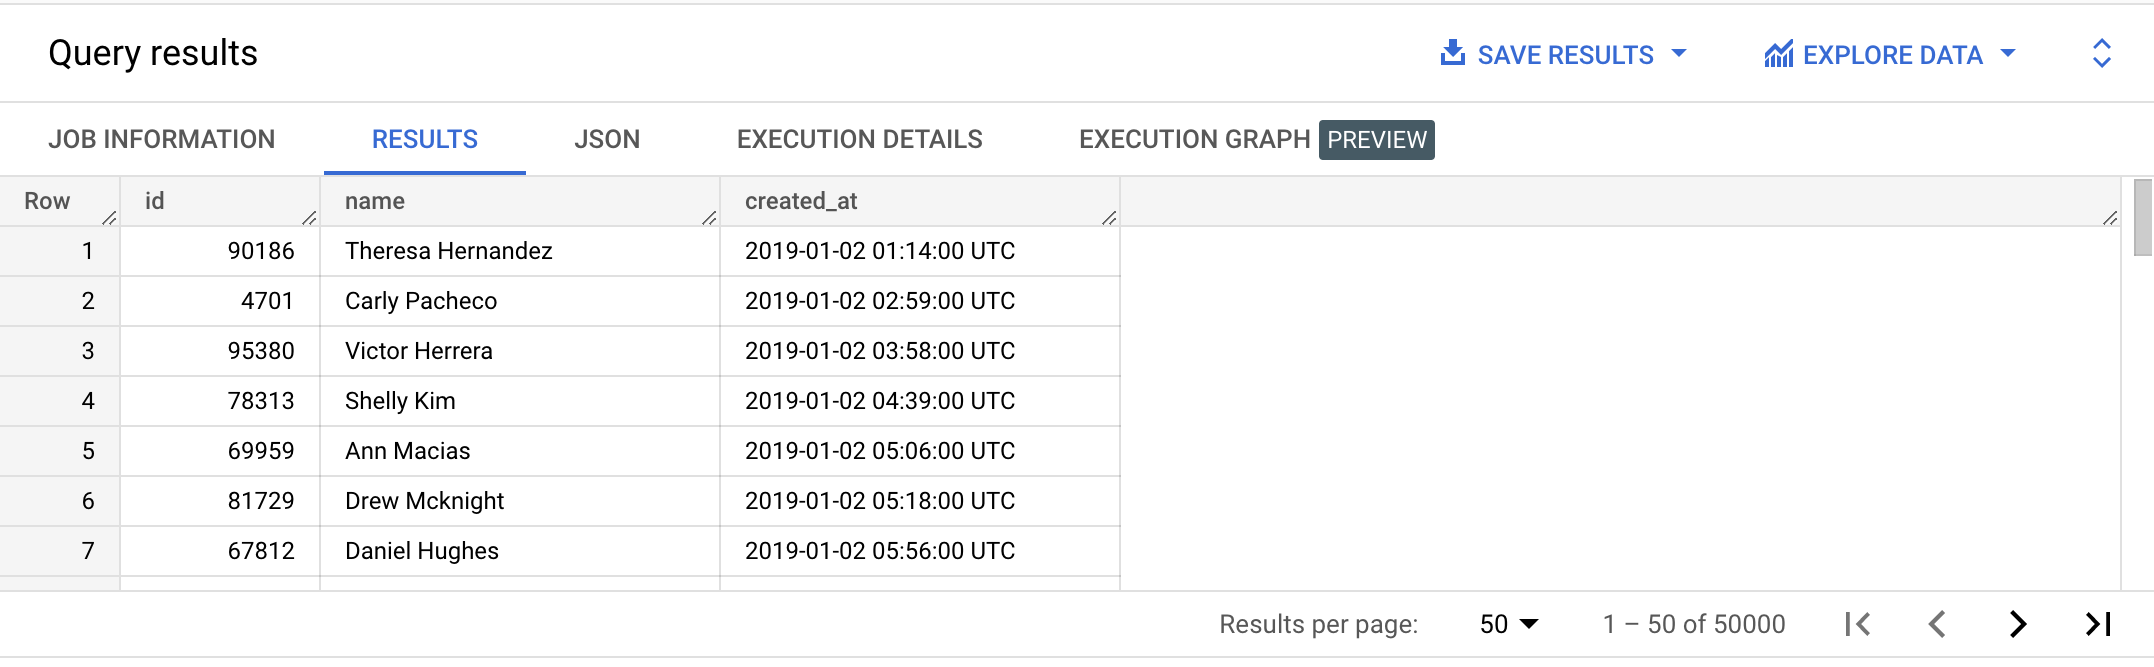 Query results SAVE RESULTS EXPLORE DATA
JOB INFORMATION RESULTS JSON EXECUTION DETAILS EXECUTION GRAPH PREVIEW
Row id name created_at
1 90186 Theresa Hernandez 2019-01-02 01:14:00 UTC
2 4701 Carly Pacheco 2019-01-02 02:59:00 UTC
3 95380 Victor Herrera 2019-01-02 03:58:00 UTC
4 78313 Shelly Kim 2019-01-02 04:39:00 UTC
5 69959 Ann Macias 2019-01-02 05:06:00 UTC
6 81729 Drew Mcknight 2019-01-02 05:18:00 UTC
7 67812 Daniel Hughes 2019-01-02 05:56:00 UTC
Results per page: 50 1 – 50 of 50000